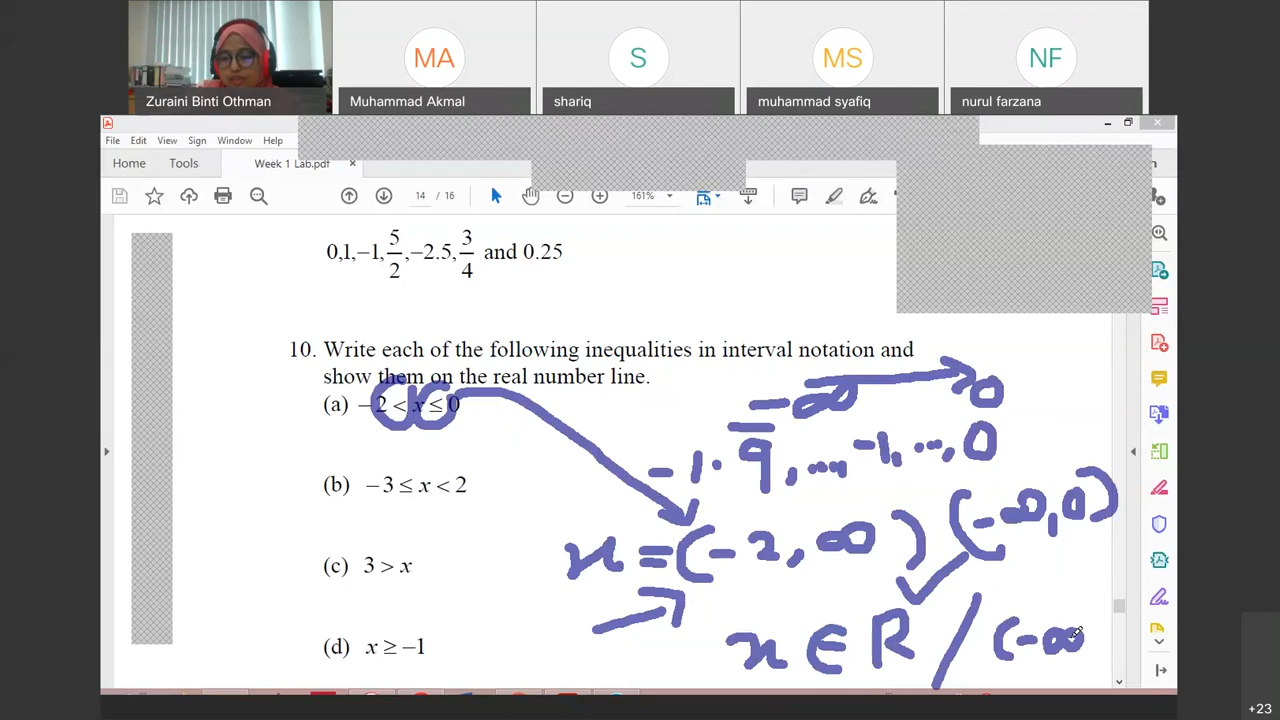 MA
S
MS
NF
Zuraini Binti Othman
Muhammad Akmal
shariq
muhammad syafiq
nurul farzana
File Edit View Sign Window Help
Home Tools Week 1 Lab.pdf ×
14 / 16 161%
0,1,−1, 5/2 ,−2.5, 3/4 and 0.25
10. Write each of the following inequalities in interval notation and
show them on the real number line.
(a) −2 < x ≤ 0
−∞ → 0
−1.9, ..., −1, ..., 0
(b) −3 ≤ x < 2
(−∞, 0)
x = (−2, ∞)
(c) 3 > x
(d) x ≥ −1
x ∈ R / (−∞
+23